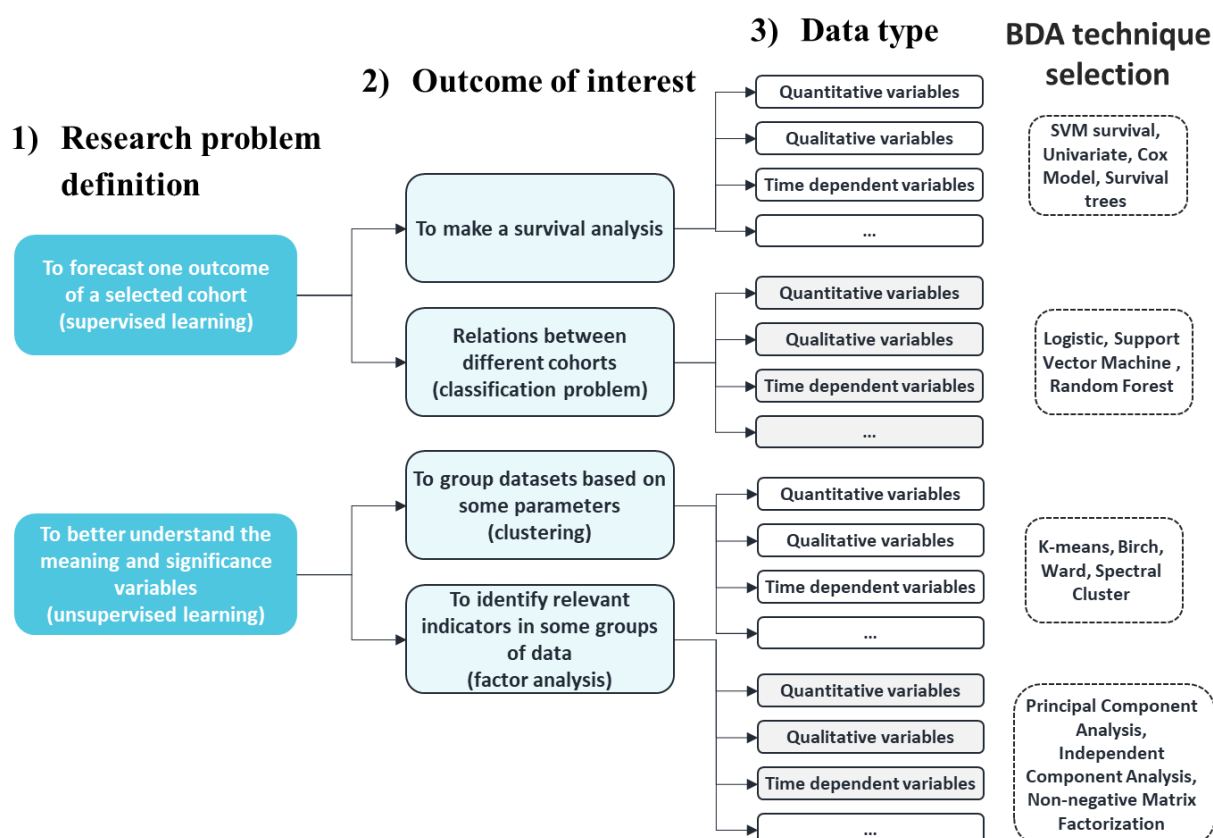 1) Research problem
definition
To forecast one outcome
of a selected cohort
(supervised learning)
To better understand the
meaning and significance
variables
(unsupervised learning)
2) Outcome of interest
To make a survival analysis
Relations between
different cohorts
(classification problem)
To group datasets based on
some parameters
(clustering)
To identify relevant
indicators in some groups
of data
(factor analysis)
3) Data type
Quantitative variables
Qualitative variables
Time dependent variables
...
Quantitative variables
Qualitative variables
Time dependent variables
...
Quantitative variables
Qualitative variables
Time dependent variables
...
Quantitative variables
Qualitative variables
Time dependent variables
...
BDA technique
selection
SVM survival,
Univariate, Cox
Model, Survival
trees
Logistic, Support
Vector Machine ,
Random Forest
K-means, Birch,
Ward, Spectral
Cluster
Principal Component
Analysis,
Independent
Component Analysis,
Non-negative Matrix
Factorization